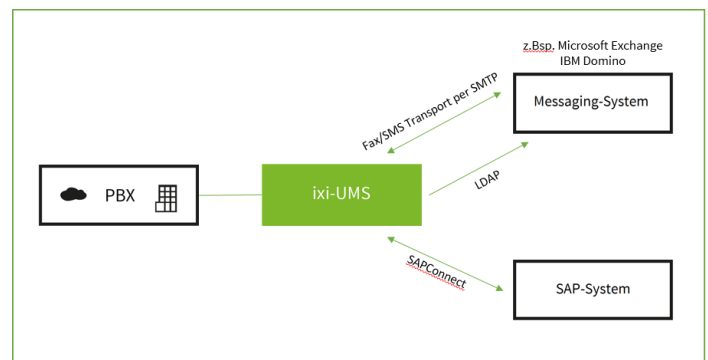 z.Bsp. Microsoft Exchange
IBM Domino
Messaging-System
Fax/SMS Transport per SMTP
PBX
ixi-UMS
LDAP
SAPConnect
SAP-System